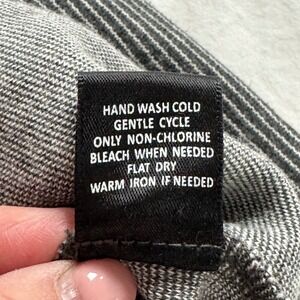 HAND WASH COLD
GENTLE CYCLE
ONLY NON-CHLORINE
BLEACH WHEN NEEDED
FLAT DRY
WARM IRON IF NEEDED